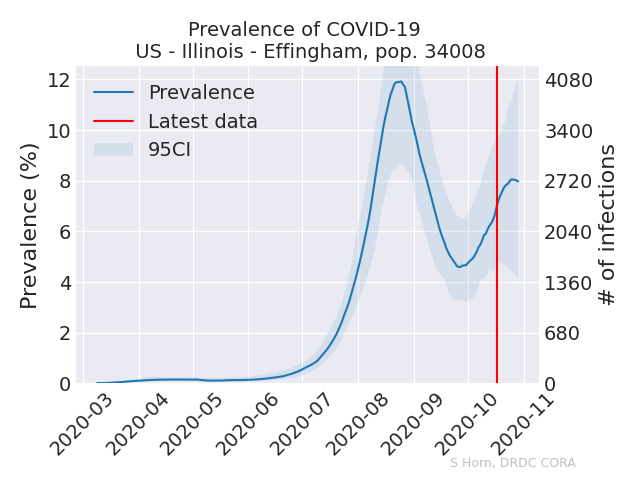 Prevalence of COVID-19
US - Illinois - Effingham, pop. 34008
Prevalence
Latest data
95CI
Prevalence (%)
12
10
8
6
4
2
0
4080
3400
2720
2040
1360
680
0
# of infections
2020-03
2020-04
2020-05
2020-06
2020-07
2020-08
2020-09
2020-10
2020-11
S Horn, DRDC CORA